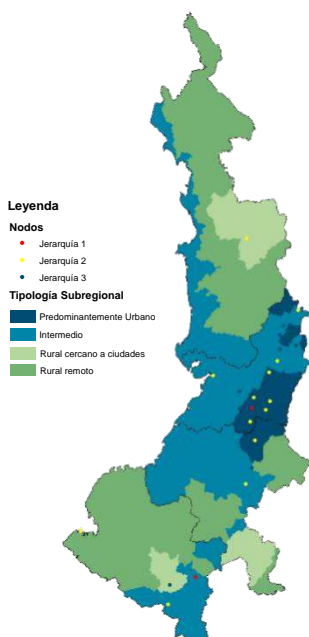 Leyenda
Nodos
Jerarquía 1
Jerarquía 2
Jerarquía 3
Tipología Subregional
Predominantemente Urbano
Intermedio
Rural cercano a ciudades
Rural remoto